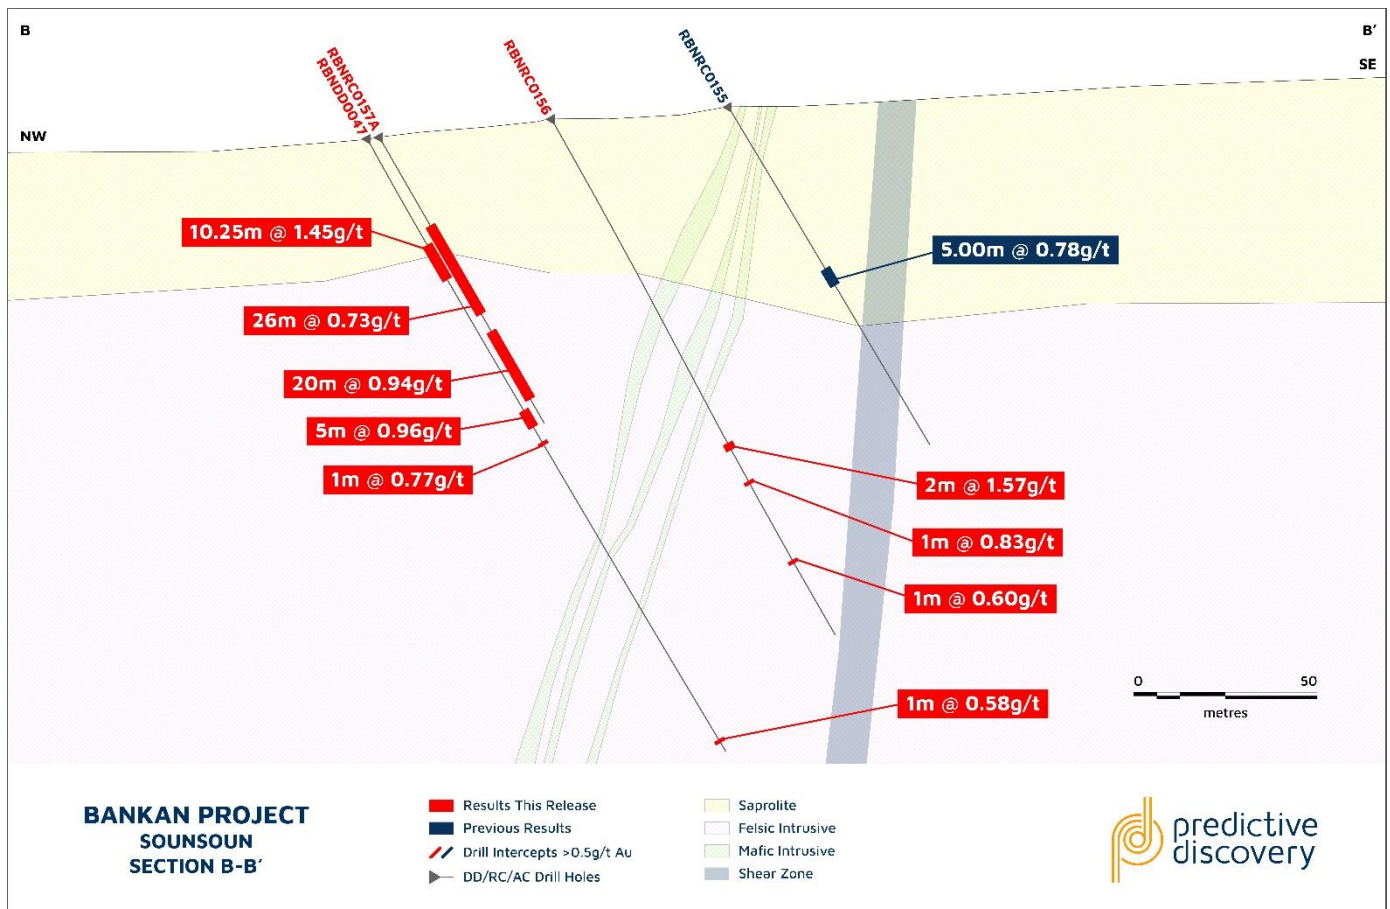 B
B′
SE
NW
RBNRC0157A
RBNDD0047
RBNRC0156
RBNRC0155
10.25m @ 1.45g/t
26m @ 0.73g/t
20m @ 0.94g/t
5m @ 0.96g/t
1m @ 0.77g/t
5.00m @ 0.78g/t
2m @ 1.57g/t
1m @ 0.83g/t
1m @ 0.60g/t
1m @ 0.58g/t
0 50
metres
BANKAN PROJECT
SOUNSOUN
SECTION B-B′
Results This Release
Previous Results
Drill Intercepts >0.5g/t Au
DD/RC/AC Drill Holes
Saprolite
Felsic Intrusive
Mafic Intrusive
Shear Zone
predictive
discovery